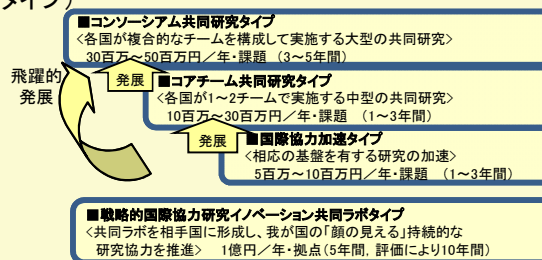 タイプ)
■コンソーシアム共同研究タイプ
<各国が複合的なチームを構成して実施する大型の共同研究>
30百万~50百万円/年・課題 (3~5年間)
飛躍的
発展
発展
■コアチーム共同研究タイプ
<各国が1~2チームで実施する中型の共同研究>
10百万~30百万円/年・課題 (1~3年間)
発展
■国際協力加速タイプ
<相応の基盤を有する研究の加速>
5百万~10百万円/年・課題 (1~3年間)
■戦略的国際協力研究イノベーション共同ラボタイプ
<共同ラボを相手国に形成し、我が国の「顔の見える」持続的な
研究協力を推進> 1億円/年・拠点(5年間、評価により10年間)